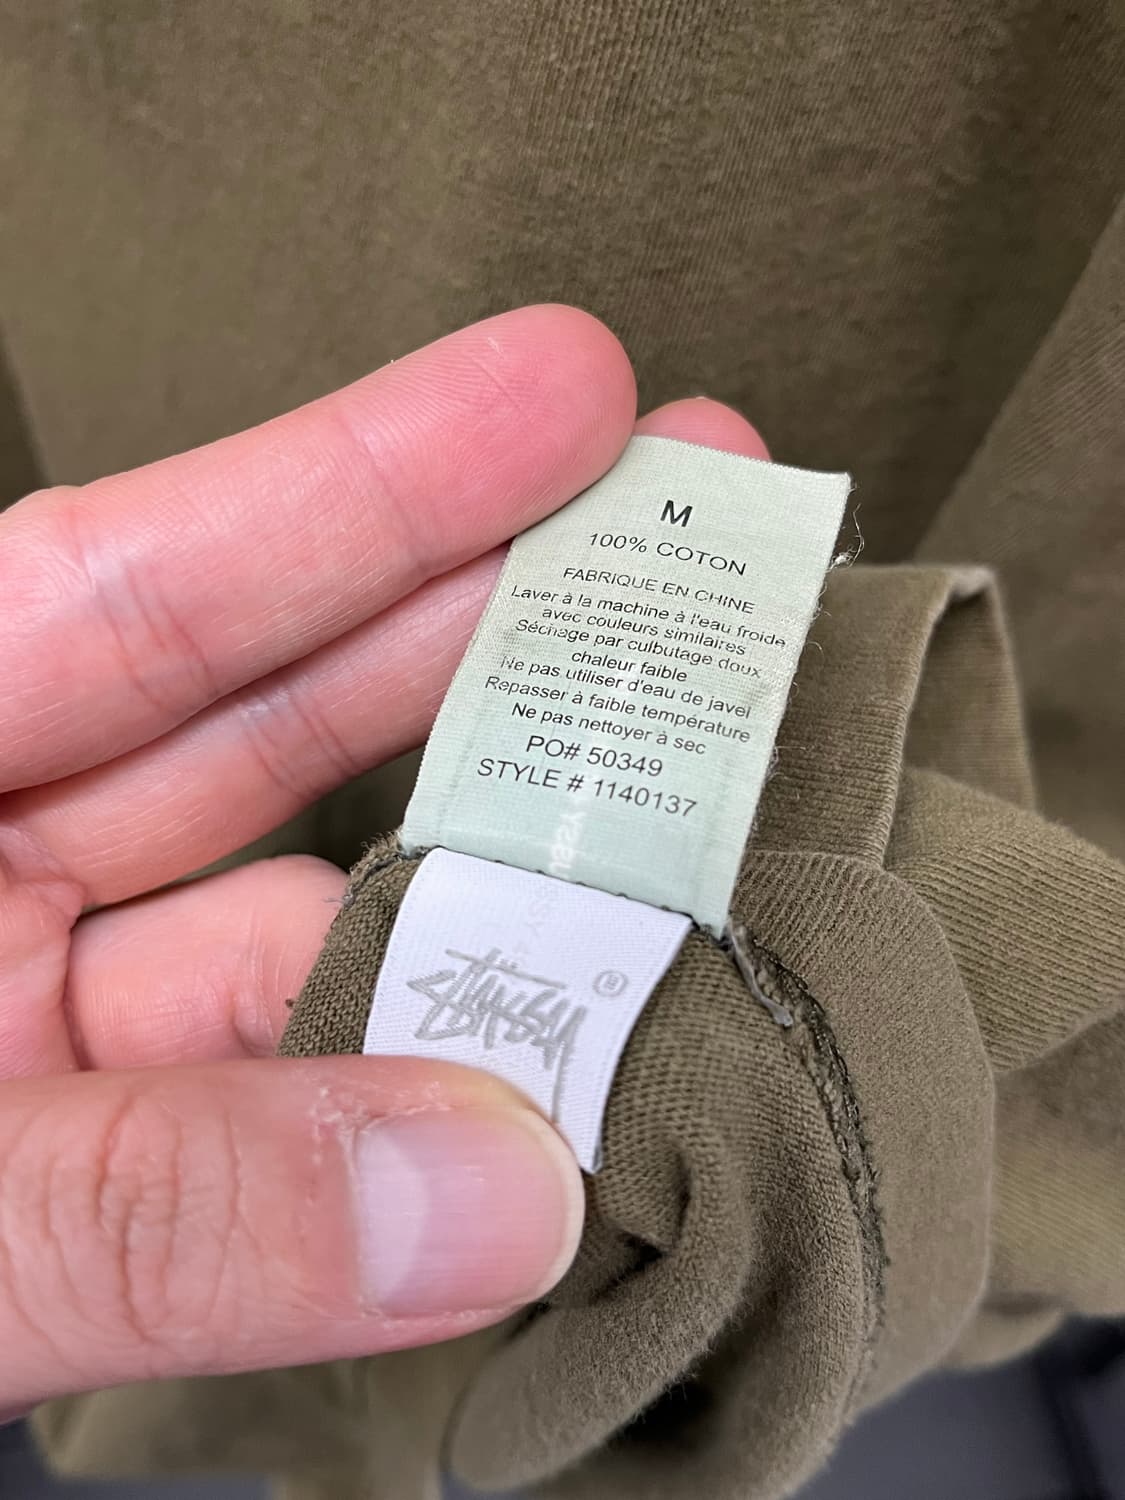 M
100% COTON
FABRIQUE EN CHINE
Laver à la machine à l'eau froide
avec couleurs similaires
Séchage par culbutage doux
chaleur faible
Ne pas utiliser d'eau de javel
Repasser à faible température
Ne pas nettoyer à sec
PO# 50349
STYLE # 1140137
Stüssy ®